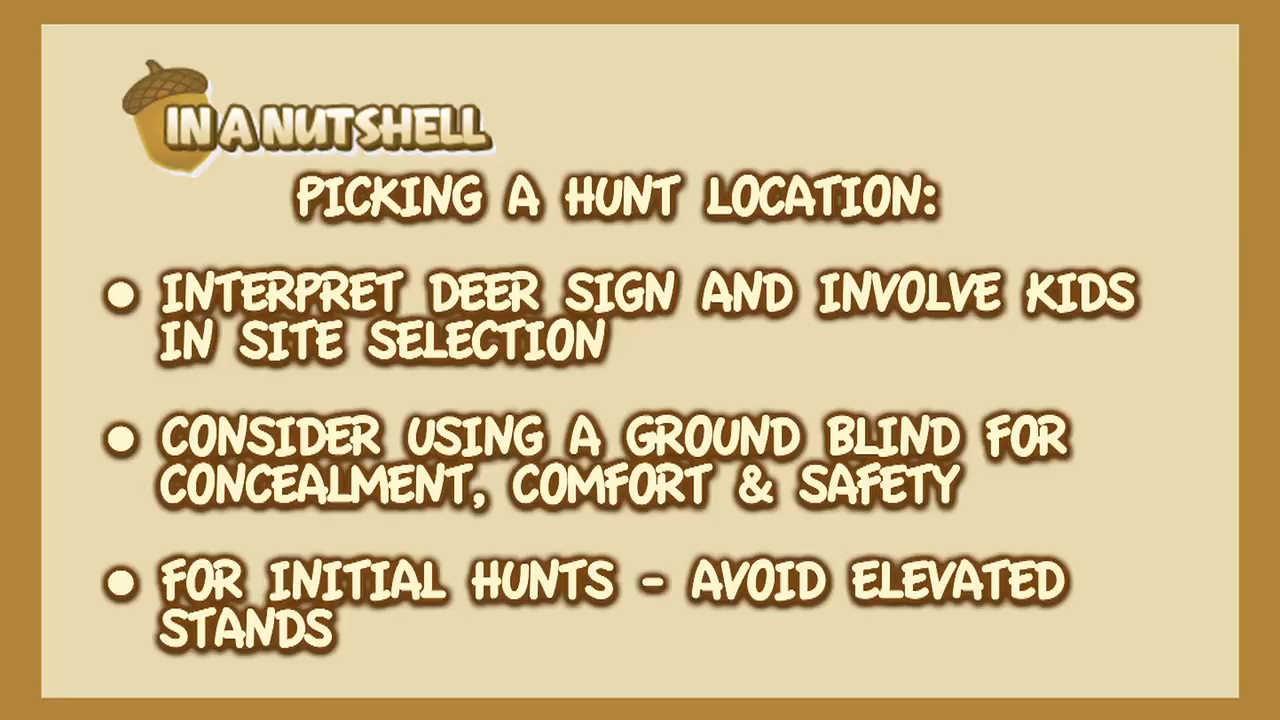 IN A NUTSHELL
PICKING A HUNT LOCATION:
• INTERPRET DEER SIGN AND INVOLVE KIDS
IN SITE SELECTION
• CONSIDER USING A GROUND BLIND FOR
CONCEALMENT, COMFORT & SAFETY
• FOR INITIAL HUNTS - AVOID ELEVATED
STANDS